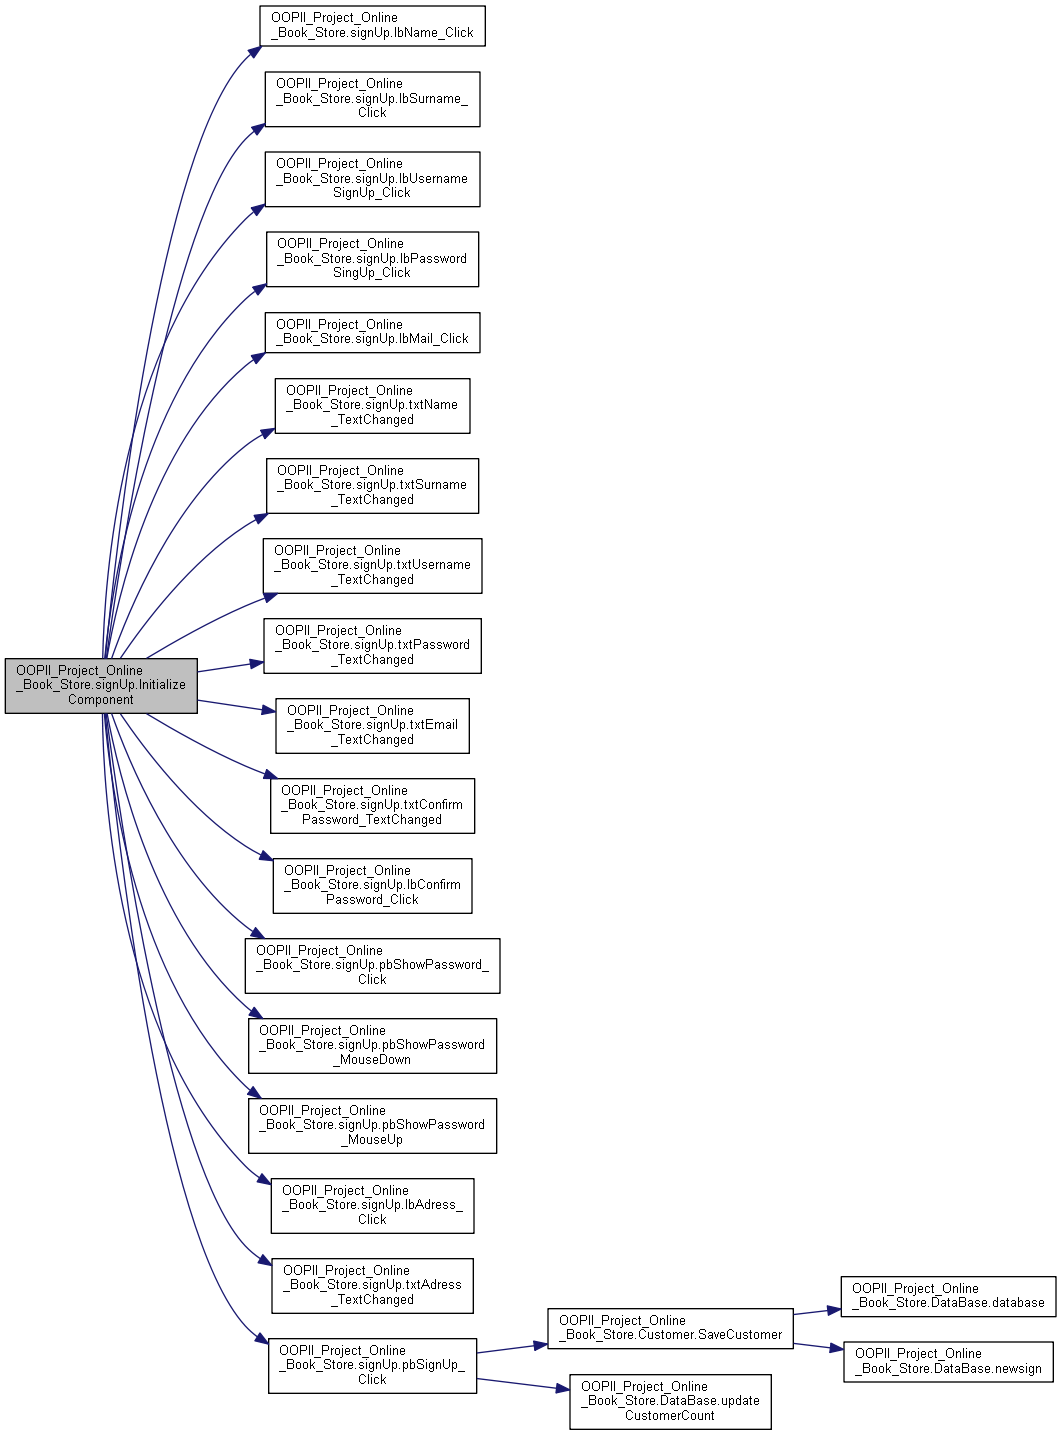 OOPII_Project_Online
_Book_Store.signUp.lbName_Click
OOPII_Project_Online
_Book_Store.signUp.lbSurname_
Click
OOPII_Project_Online
_Book_Store.signUp.lbUsername
SignUp_Click
OOPII_Project_Online
_Book_Store.signUp.lbPassword
SingUp_Click
OOPII_Project_Online
_Book_Store.signUp.lbMail_Click
OOPII_Project_Online
_Book_Store.signUp.txtName
_TextChanged
OOPII_Project_Online
_Book_Store.signUp.txtSurname
_TextChanged
OOPII_Project_Online
_Book_Store.signUp.txtUsername
_TextChanged
OOPII_Project_Online
_Book_Store.signUp.txtPassword
_TextChanged
OOPII_Project_Online
_Book_Store.signUp.Initialize
Component
OOPII_Project_Online
_Book_Store.signUp.txtEmail
_TextChanged
OOPII_Project_Online
_Book_Store.signUp.txtConfirm
Password_TextChanged
OOPII_Project_Online
_Book_Store.signUp.lbConfirm
Password_Click
OOPII_Project_Online
_Book_Store.signUp.pbShowPassword_
Click
OOPII_Project_Online
_Book_Store.signUp.pbShowPassword
_MouseDown
OOPII_Project_Online
_Book_Store.signUp.pbShowPassword
_MouseUp
OOPII_Project_Online
_Book_Store.signUp.lbAdress_
Click
OOPII_Project_Online
_Book_Store.signUp.txtAdress
_TextChanged
OOPII_Project_Online
_Book_Store.signUp.pbSignUp_
Click
OOPII_Project_Online
_Book_Store.Customer.SaveCustomer
OOPII_Project_Online
_Book_Store.DataBase.database
OOPII_Project_Online
_Book_Store.DataBase.newsign
OOPII_Project_Online
_Book_Store.DataBase.update
CustomerCount